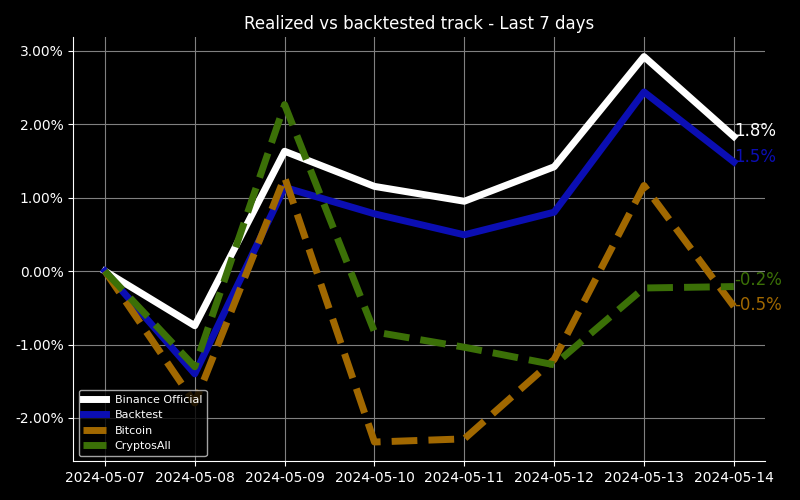 Realized vs backtested track - Last 7 days
3.00%
2.00%
1.00%
0.00%
-1.00%
-2.00%
1.8%
1.5%
-0.2%
-0.5%
Binance Official
Backtest
Bitcoin
CryptosAll
2024-05-07 2024-05-08 2024-05-09 2024-05-10 2024-05-11 2024-05-12 2024-05-13 2024-05-14